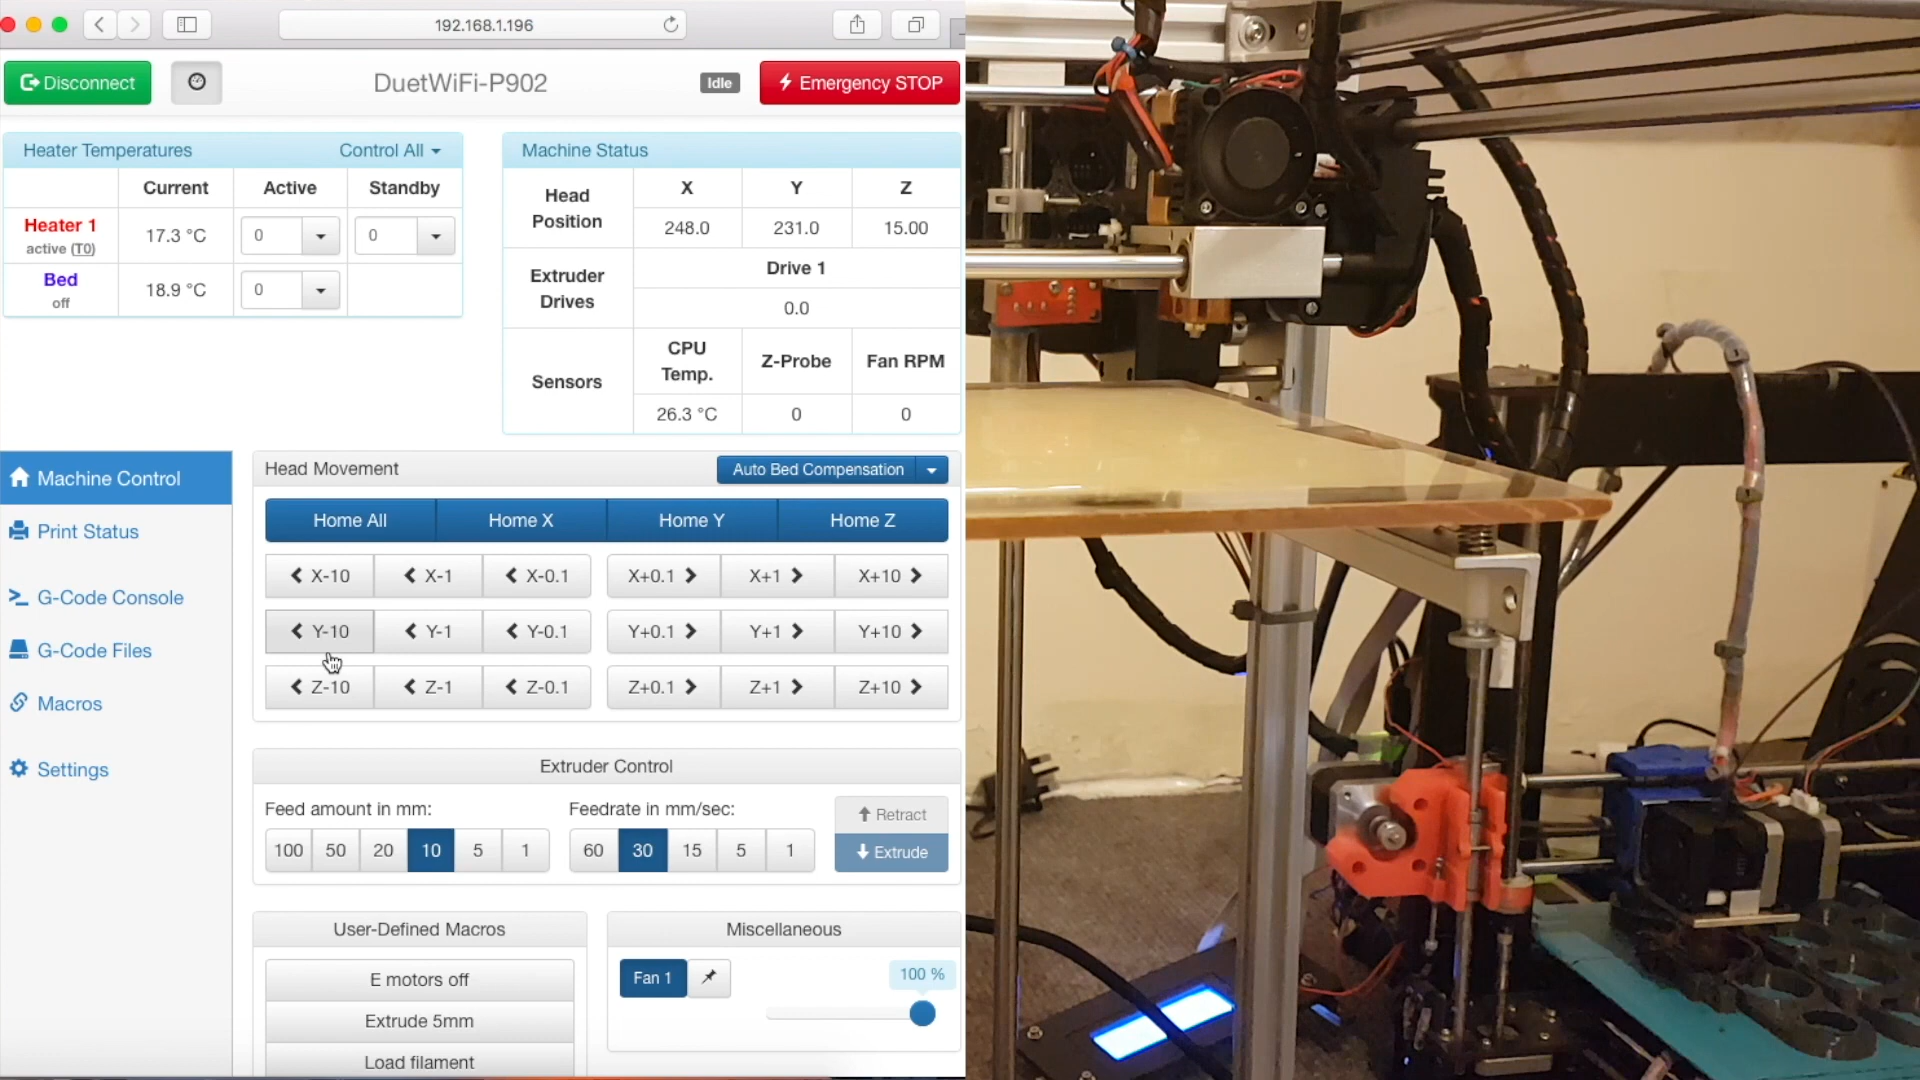 192.168.1.196
Disconnect
DuetWiFi-P902
Idle
Emergency STOP
Heater Temperatures
Control All
Current Active Standby
Heater 1
active (T0)
17.3 °C
0
0
Bed
off
18.9 °C
0
Machine Status
Head
Position
X Y Z
248.0 231.0 15.00
Extruder
Drives
Drive 1
0.0
Sensors
CPU
Temp.
Z-Probe
Fan RPM
26.3 °C 0 0
Machine Control
Print Status
G-Code Console
G-Code Files
Macros
Settings
Head Movement
Auto Bed Compensation
Home All Home X Home Y Home Z
X-10 X-1 X-0.1 X+0.1 X+1 X+10
Y-10 Y-1 Y-0.1 Y+0.1 Y+1 Y+10
Z-10 Z-1 Z-0.1 Z+0.1 Z+1 Z+10
Extruder Control
Feed amount in mm:
100 50 20 10 5 1
Feedrate in mm/sec:
60 30 15 5 1
Retract
Extrude
User-Defined Macros
E motors off
Extrude 5mm
Load filament
Miscellaneous
Fan 1
100 %